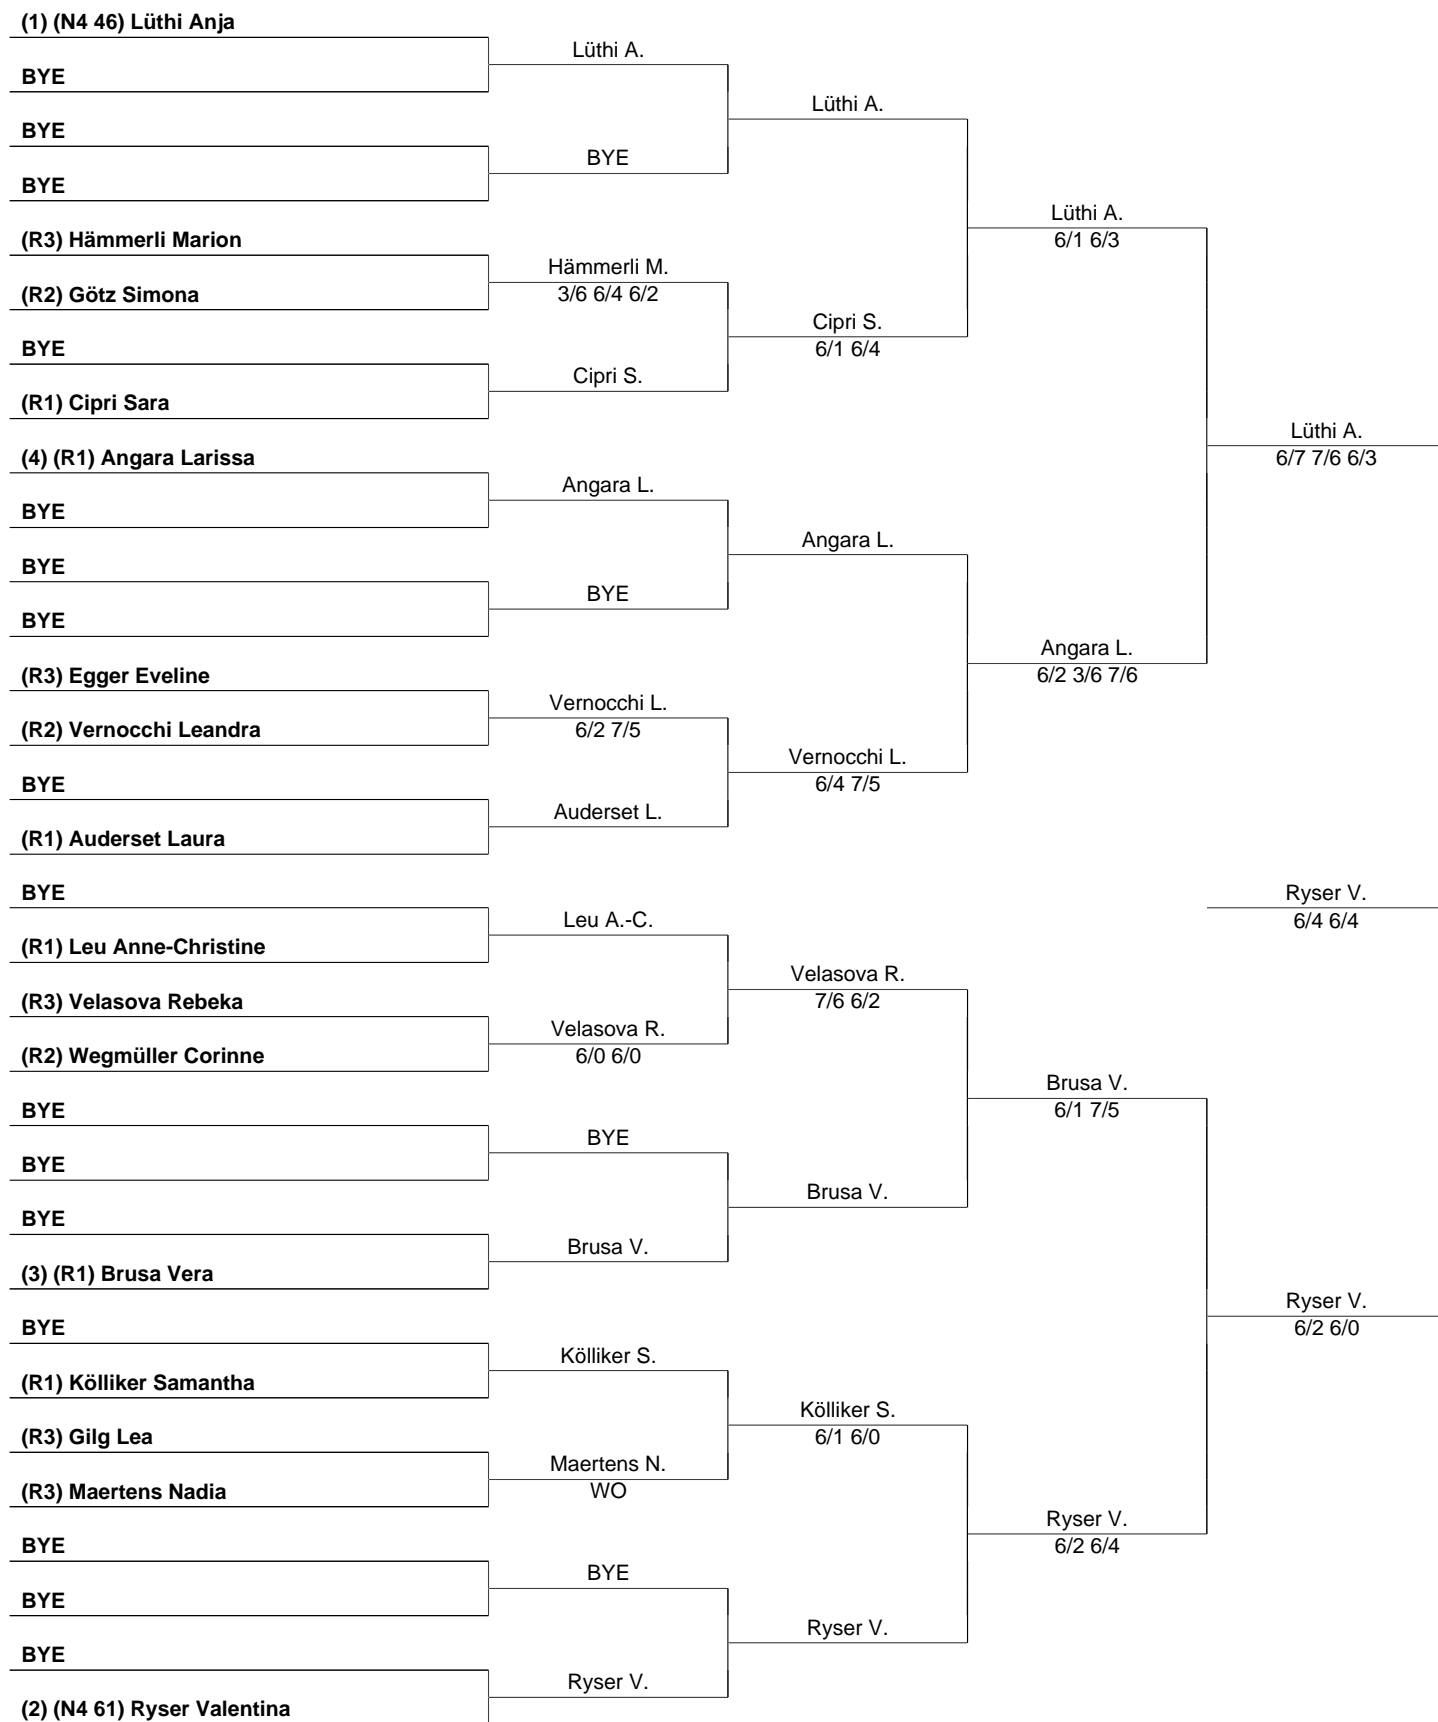 (1) (N4 46) Lüthi Anja
Lüthi A.
BYE
Lüthi A.
BYE
BYE
BYE
Lüthi A.
6/1 6/3
(R3) Hämmerli Marion
Hämmerli M.
3/6 6/4 6/2
(R2) Götz Simona
Cipri S.
6/1 6/4
BYE
Cipri S.
(R1) Cipri Sara
Lüthi A.
6/7 7/6 6/3
(4) (R1) Angara Larissa
Angara L.
BYE
Angara L.
BYE
BYE
BYE
Angara L.
6/2 3/6 7/6
(R3) Egger Eveline
Vernocchi L.
6/2 7/5
(R2) Vernocchi Leandra
Vernocchi L.
6/4 7/5
BYE
Auderset L.
(R1) Auderset Laura
BYE
Ryser V.
6/4 6/4
Leu A.-C.
(R1) Leu Anne-Christine
Velasova R.
7/6 6/2
(R3) Velasova Rebeka
Velasova R.
6/0 6/0
(R2) Wegmüller Corinne
Brusa V.
6/1 7/5
BYE
BYE
BYE
Brusa V.
BYE
Brusa V.
(3) (R1) Brusa Vera
Ryser V.
6/2 6/0
BYE
Kölliker S.
(R1) Kölliker Samantha
Kölliker S.
6/1 6/0
(R3) Gilg Lea
Maertens N.
WO
(R3) Maertens Nadia
Ryser V.
6/2 6/4
BYE
BYE
BYE
Ryser V.
BYE
Ryser V.
(2) (N4 61) Ryser Valentina